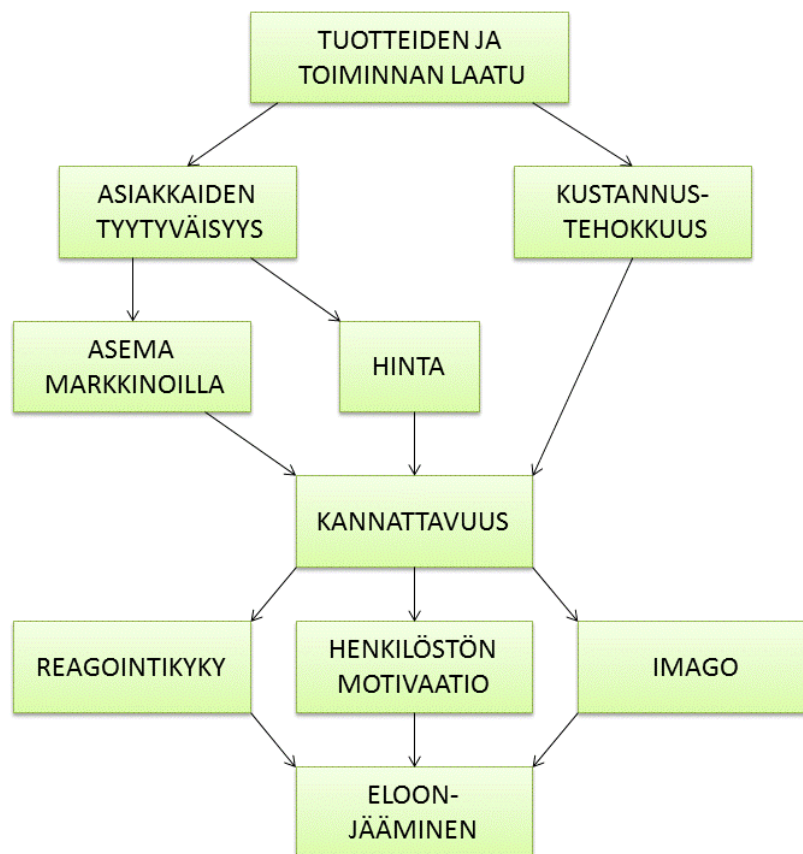 TUOTTEIDEN JA
TOIMINNAN LAATU
ASIAKKAIDEN
TYYTYVÄISYYS
KUSTANNUS-
TEHOKKUUS
ASEMA
MARKKINOILLA
HINTA
KANNATTAVUUS
REAGOINTIKYKY
HENKILÖSTÖN
MOTIVAATIO
IMAGO
ELOON-
JÄÄMINEN